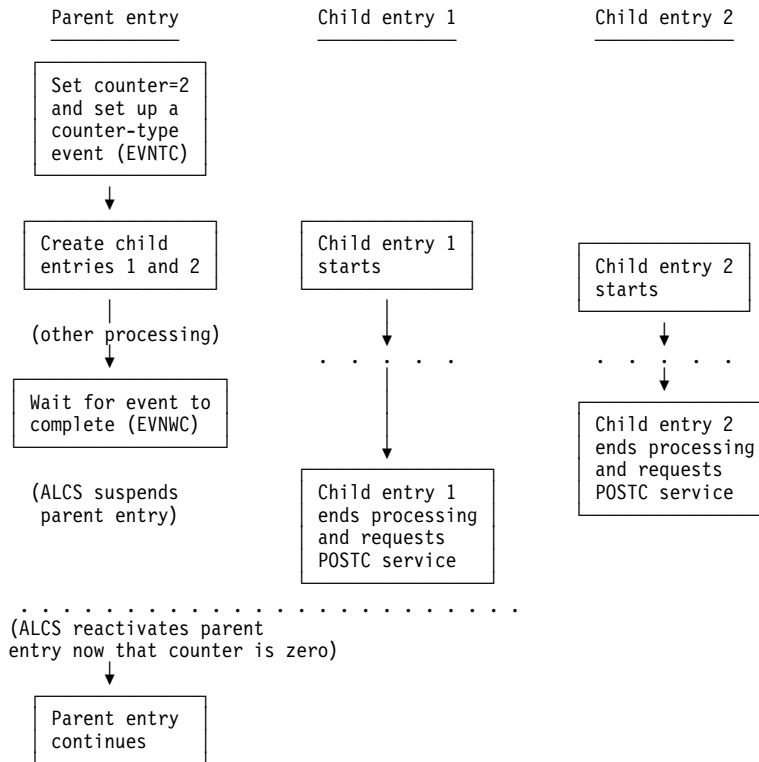 Parent entry
Child entry 1
Child entry 2
Set counter=2
and set up a
counter-type
event (EVNTC)
Create child
entries 1 and 2
Child entry 1
starts
Child entry 2
starts
(other processing)
. . . . .
. . . . .
Wait for event to
complete (EVNWC)
Child entry 2
ends processing
and requests
POSTC service
(ALCS suspends
parent entry)
Child entry 1
ends processing
and requests
POSTC service
. . . . . . . . . . . . . . . . . . . . . . . .
(ALCS reactivates parent
entry now that counter is zero)
Parent entry
continues